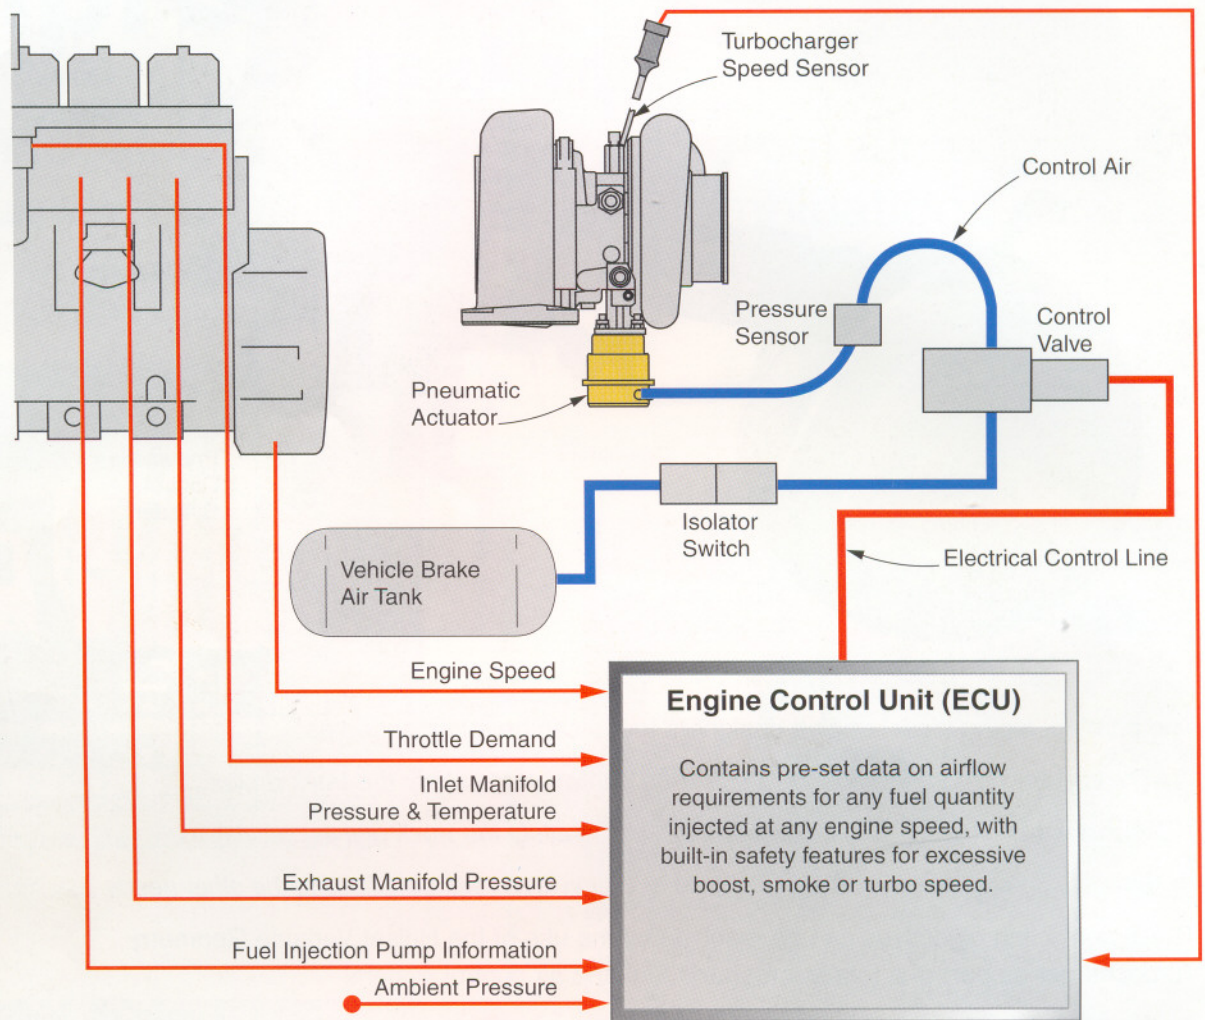 Turbocharger
Speed Sensor
Control Air
Pressure
Sensor
Control
Valve
Pneumatic
Actuator
Isolator
Switch
Vehicle Brake
Air Tank
Electrical Control Line
Engine Speed
Throttle Demand
Inlet Manifold
Pressure & Temperature
Exhaust Manifold Pressure
Fuel Injection Pump Information
Ambient Pressure
Engine Control Unit (ECU)
Contains pre-set data on airflow
requirements for any fuel quantity
injected at any engine speed, with
built-in safety features for excessive
boost, smoke or turbo speed.